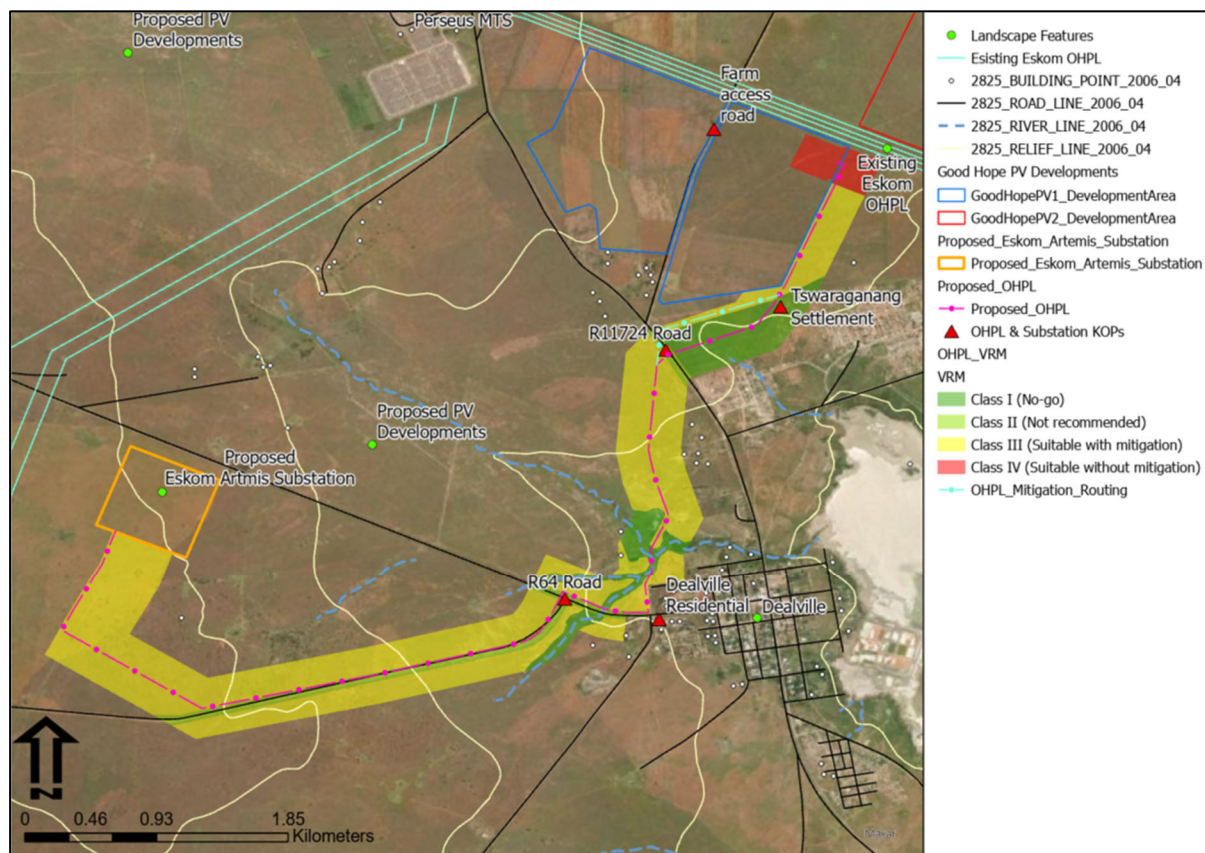 Proposed PV
Developments
Perseus MTS
Farm
access
road
Existing
Eskom
OHPL
Tswaraganang
Settlement
R11724 Road
Proposed PV
Developments
Proposed
Eskom Artmis Substation
R64 Road
Dealville
Residential
Dealville
N
0 0.46 0.93 1.85
Kilometers
Landscape Features
Esisting Eskom OHPL
2825_BUILDING_POINT_2006_04
2825_ROAD_LINE_2006_04
2825_RIVER_LINE_2006_04
2825_RELIEF_LINE_2006_04
Good Hope PV Developments
GoodHopePV1_DevelopmentArea
GoodHopePV2_DevelopmentArea
Proposed_Eskom_Artemis_Substation
Proposed_Eskom_Artemis_Substation
Proposed_OHPL
Proposed_OHPL
OHPL & Substation KOPs
OHPL_VRM
VRM
Class I (No-go)
Class II (Not recommended)
Class III (Suitable with mitigation)
Class IV (Suitable without mitigation)
OHPL_Mitigation_Routing